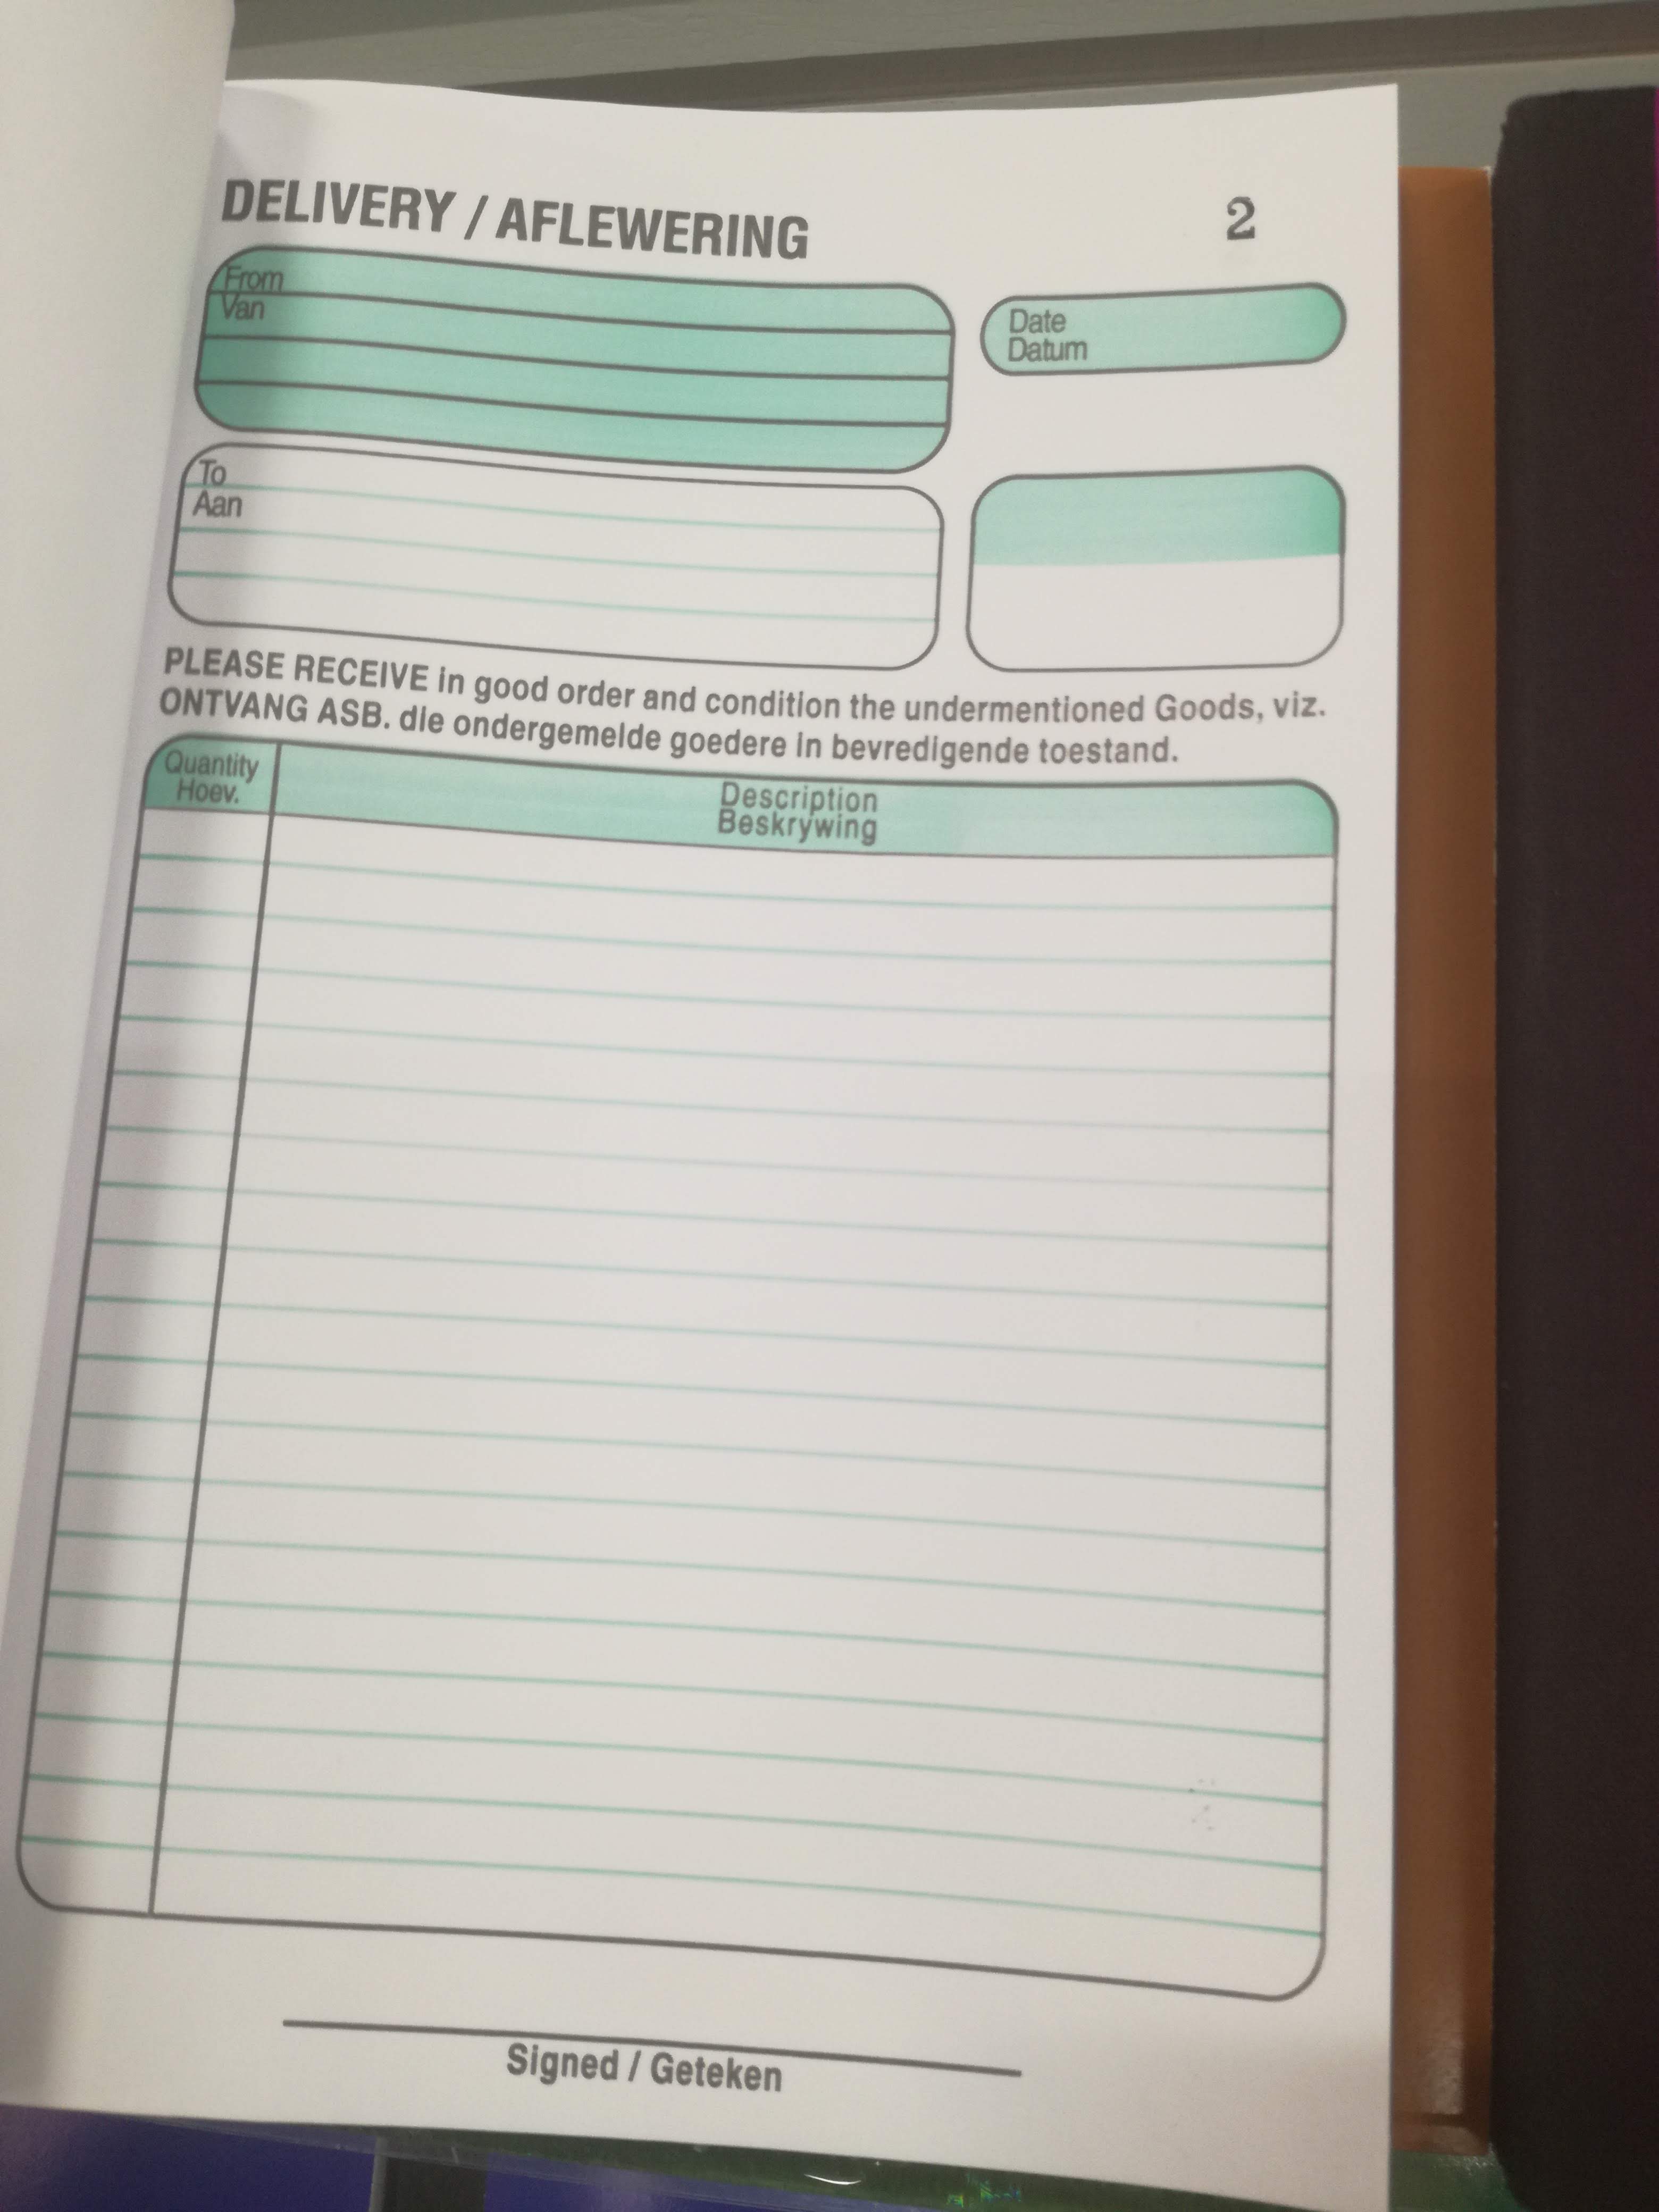 DELIVERY / AFLEWERING
2
From
Van
Date
Datum
To
Aan
PLEASE RECEIVE in good order and condition the undermentioned Goods, viz.
ONTVANG ASB. die ondergemelde goedere in bevredigende toestand.
Quantity
Hoev.
Description
Beskrywing
Signed / Geteken